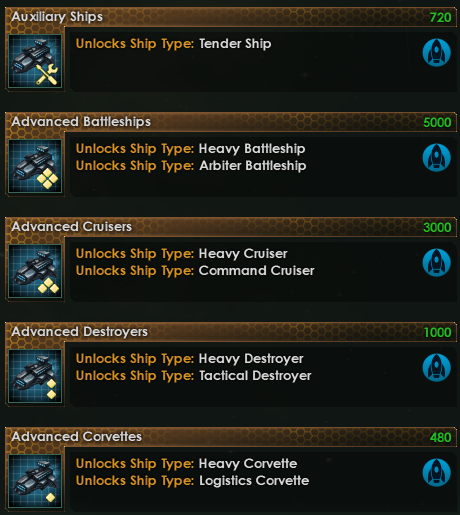 Auxiliary Ships 720
Unlocks Ship Type: Tender Ship
Advanced Battleships 5000
Unlocks Ship Type: Heavy Battleship
Unlocks Ship Type: Arbiter Battleship
Advanced Cruisers 3000
Unlocks Ship Type: Heavy Cruiser
Unlocks Ship Type: Command Cruiser
Advanced Destroyers 1000
Unlocks Ship Type: Heavy Destroyer
Unlocks Ship Type: Tactical Destroyer
Advanced Corvettes 480
Unlocks Ship Type: Heavy Corvette
Unlocks Ship Type: Logistics Corvette